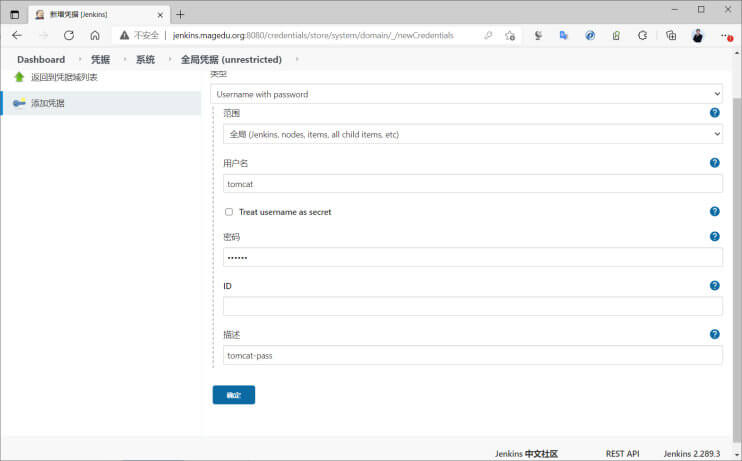 新增凭据 [Jenkins]
不安全 | jenkins.magedu.org:8080/credentials/store/system/domain/_/newCredentials
Dashboard 凭据 系统 全局凭据 (unrestricted)
返回到凭据域列表
添加凭据
类型
Username with password
范围
全局 (Jenkins, nodes, items, all child items, etc)
用户名
tomcat
Treat username as secret
密码
••••••
ID
描述
tomcat-pass
确定
Jenkins 中文社区 REST API Jenkins 2.289.3